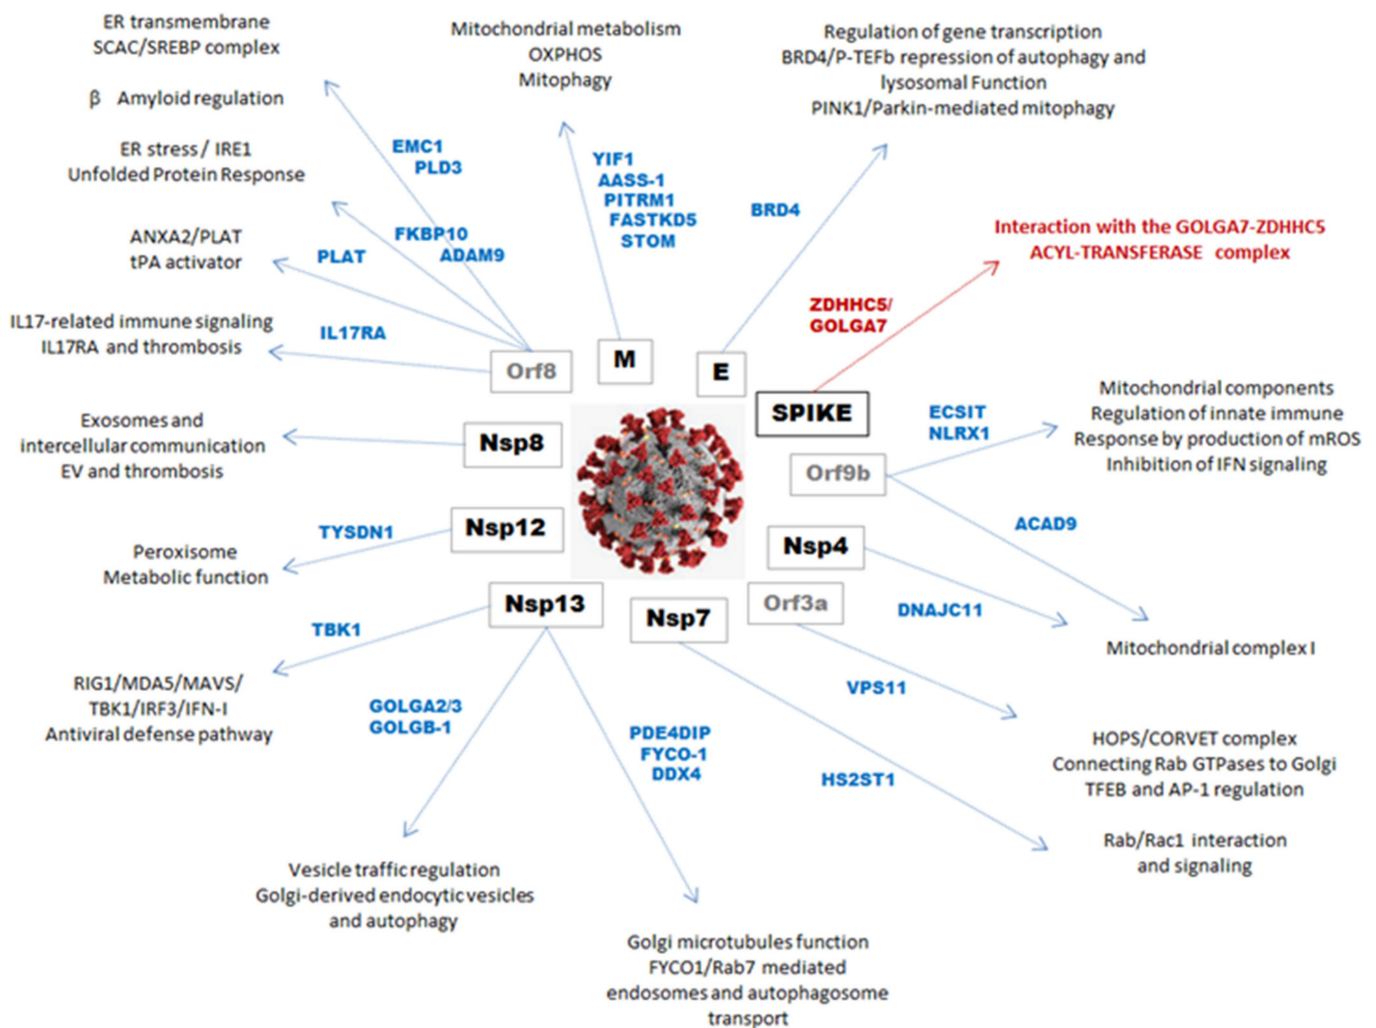 ER transmembrane
SCAC/SREBP complex
β Amyloid regulation
ER stress / IRE1
Unfolded Protein Response
ANXA2/PLAT
tPA activator
IL17-related immune signaling
IL17RA and thrombosis
Exosomes and
intercellular communication
EV and thrombosis
Peroxisome
Metabolic function
RIG1/MDA5/MAVS/
TBK1/IRF3/IFN-I
Antiviral defense pathway
Mitochondrial metabolism
OXPHOS
Mitophagy
Regulation of gene transcription
BRD4/P-TEFb repression of autophagy and
lysosomal Function
PINK1/Parkin-mediated mitophagy
EMC1
PLD3
FKBP10
ADAM9
PLAT
IL17RA
YIF1
AASS-1
PITRM1
FASTKD5
STOM
BRD4
Interaction with the GOLGA7-ZDHHC5
ACYL-TRANSFERASE complex
ZDHHC5/
GOLGA7
Orf8
M
E
SPIKE
Nsp8
Orf9b
Nsp12
Nsp4
Nsp13
Nsp7
Orf3a
ECSIT
NLRX1
Mitochondrial components
Regulation of innate immune
Response by production of mROS
Inhibition of IFN signaling
ACAD9
TYSDN1
TBK1
DNAJC11
Mitochondrial complex I
VPS11
HOPS/CORVET complex
Connecting Rab GTPases to Golgi
TFEB and AP-1 regulation
GOLGA2/3
GOLGB-1
PDE4DIP
FYCO-1
DDX4
HS2ST1
Rab/Rac1 interaction
and signaling
Vesicle traffic regulation
Golgi-derived endocytic vesicles
and autophagy
Golgi microtubules function
FYCO1/Rab7 mediated
endosomes and autophagosome
transport